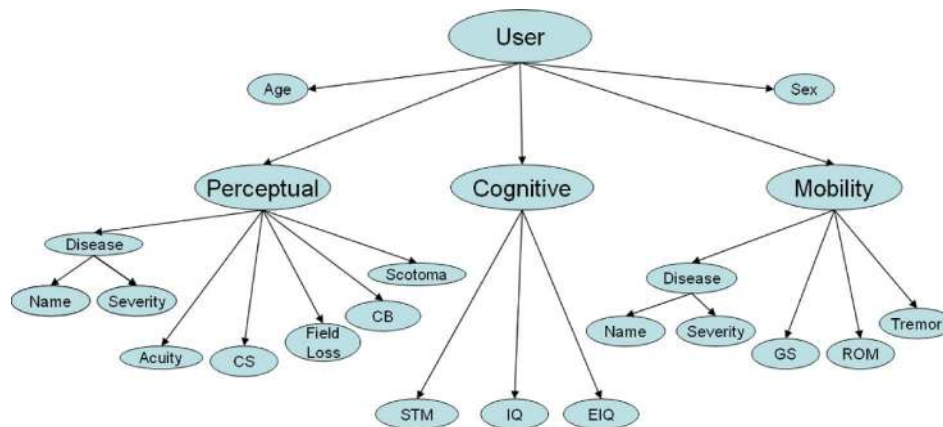 User
Age
Sex
Perceptual
Cognitive
Mobility
Disease
Name
Severity
Acuity
CS
Field
Loss
CB
Scotoma
STM
IQ
EIQ
Disease
Name
Severity
GS
ROM
Tremor